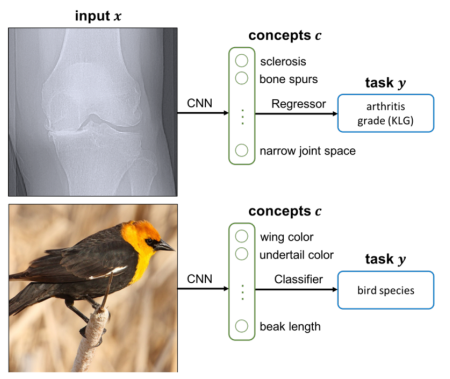 input x
concepts c
sclerosis
bone spurs
CNN
Regressor
task y
arthritis
grade (KLG)
narrow joint space
concepts c
wing color
undertail color
CNN
Classifier
task y
bird species
beak length